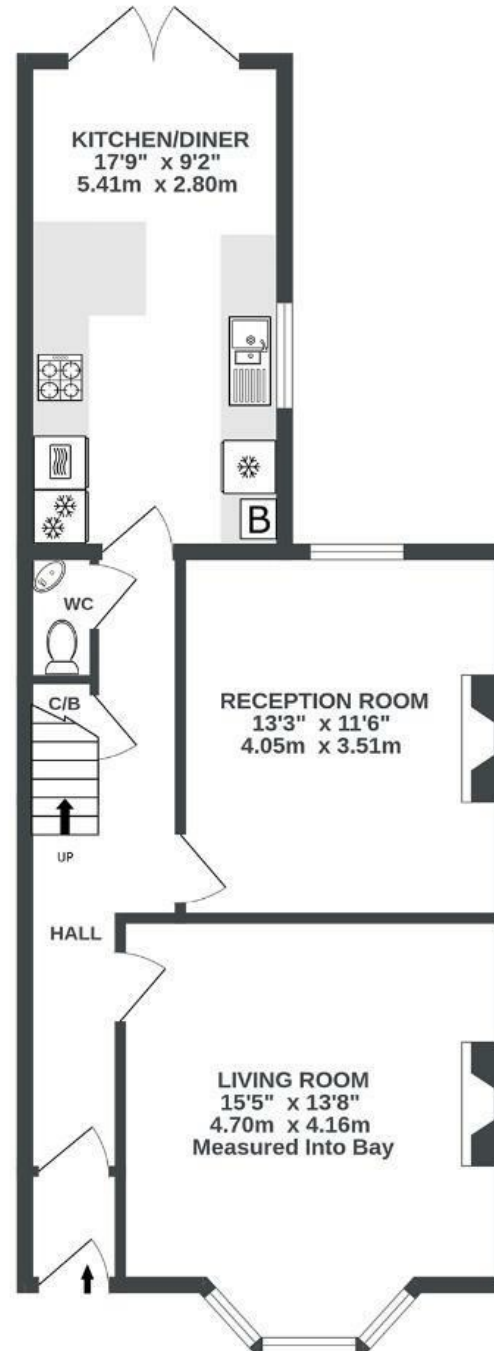 KITCHEN/DINER
17'9" x 9'2"
5.41m x 2.80m
B
WC
C/B
RECEPTION ROOM
13'3" x 11'6"
4.05m x 3.51m
UP
HALL
LIVING ROOM
15'5" x 13'8"
4.70m x 4.16m
Measured Into Bay